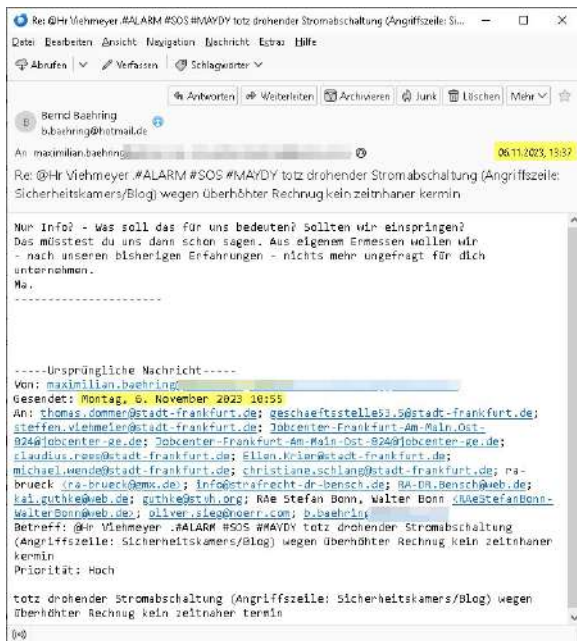 Re: @Hr Viehmeyer .#ALARM #SOS #MAYDY totz drohender Stromabschaltung (Angriffszeile: Si...
Datei Bearbeiten Ansicht Navigation Nachricht Extras Hilfe
Abrufen Verfassen Schlagwörter
Antworten Weiterleiten Archivieren Junk Löschen Mehr
B
Bernd Baehring
b.baehring@hotmail.de
An maximilian.baehring
06.11.2023, 13:37
Re: @Hr Viehmeyer .#ALARM #SOS #MAYDY totz drohender Stromabschaltung (Angriffszeile:
Sicherheitskamers/Blog) wegen überhöhter Rechnug kein zeitnhaner kermin
Nur Info? - Was soll das für uns bedeuten? Sollten wir einspringen?
Das müsstest du uns dann schon sagen. Aus eigenem Ermessen wollen wir
- nach unseren bisherigen Erfahrungen - nichts mehr ungefragt für dich
unternehmen.
Ma.
---------------------
-----Ursprüngliche Nachricht-----
Von: maximilian.baehring
Gesendet: Montag, 6. November 2023 10:55
An: thomas.dommer@stadt-frankfurt.de; geschaeftsstelle53.5@stadt-frankfurt.de;
steffen.viehmeier@stadt-frankfurt.de; Jobcenter-Frankfurt-Am-Main.Ost-
824@jobcenter-ge.de; Jobcenter-Frankfurt-Am-Main-Ost-824@jobcenter-ge.de;
claudius.rees@stadt-frankfurt.de; Ellen.Krier@stadt-frankfurt.de;
michael.wende@stadt-frankfurt.de; christiane.schlang@stadt-frankfurt.de; ra-
brueck <ra-brueck@gmx.de>; info@strafrecht-dr-bensch.de; RA-DR.Bensch@web.de;
kai.guthke@web.de; guthke@stvh.org; RAe Stefan Bonn, Walter Bonn <RAeStefanBonn-
WalterBonn@web.de>; oliver.sieg@noerr.com; b.baehring
Betreff: @Hr Viehmeyer .#ALARM #SOS #MAYDY totz drohender Stromabschaltung
(Angriffszeile: Sicherheitskamers/Blog) wegen überhöhter Rechnug kein zeitnhaner
kermin
Priorität: Hoch
totz drohender Stromabschaltung (Angriffszeile: Sicherheitskamers/Blog) wegen
überhöhter Rechnug kein zeitnaher termin